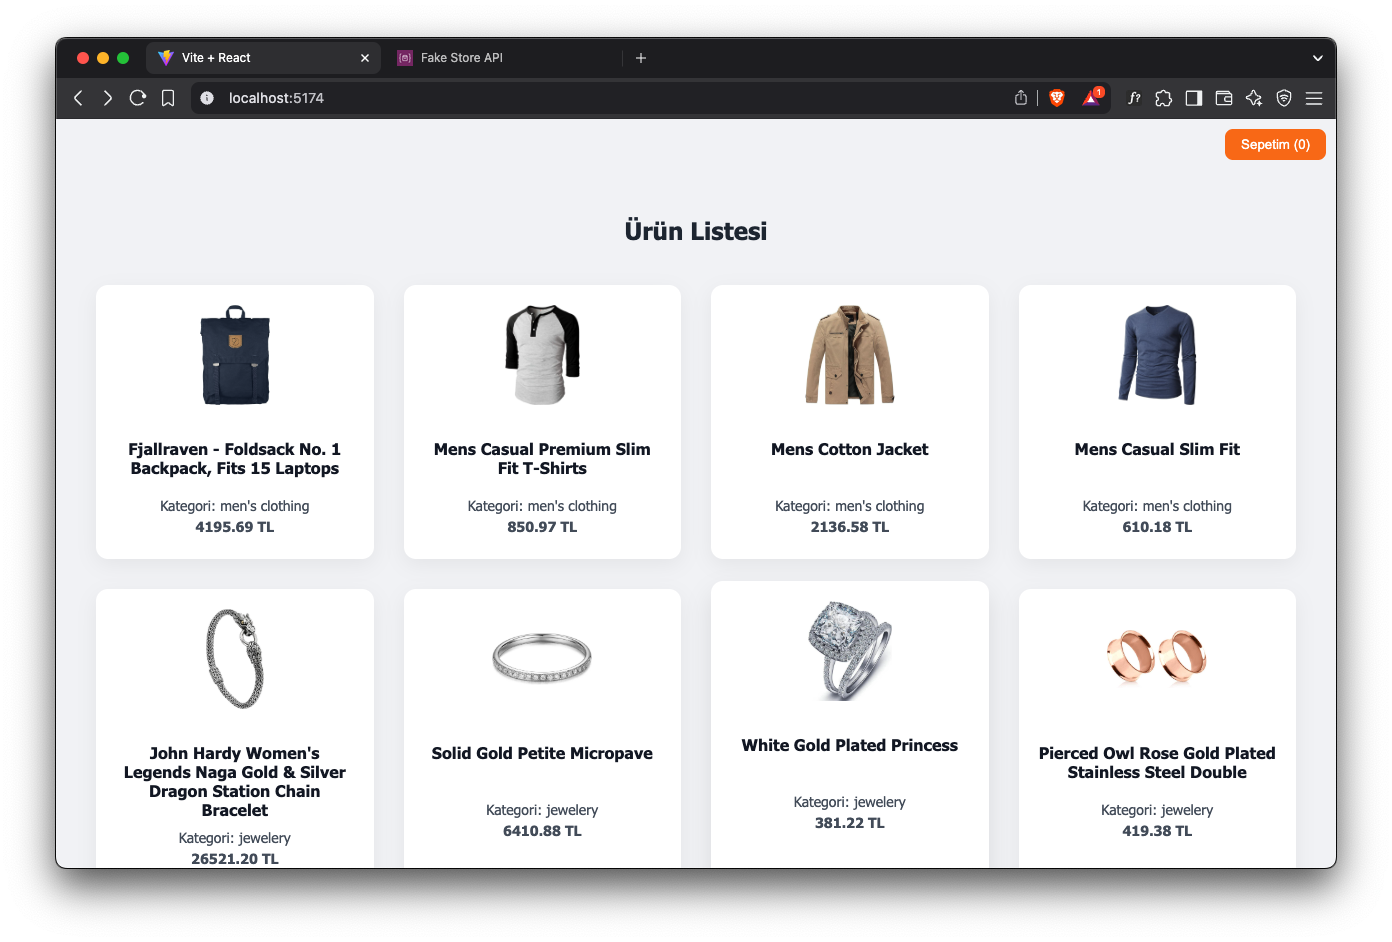 Vite + React
Fake Store API
localhost:5174
1
f?
Sepetim (0)
Ürün Listesi
Fjallraven - Foldsack No. 1
Backpack, Fits 15 Laptops
Kategori: men's clothing
4195.69 TL
Mens Casual Premium Slim
Fit T-Shirts
Kategori: men's clothing
850.97 TL
Mens Cotton Jacket
Kategori: men's clothing
2136.58 TL
Mens Casual Slim Fit
Kategori: men's clothing
610.18 TL
John Hardy Women's
Legends Naga Gold & Silver
Dragon Station Chain
Bracelet
Kategori: jewelery
26521.20 TL
Solid Gold Petite Micropave
Kategori: jewelery
6410.88 TL
White Gold Plated Princess
Kategori: jewelery
381.22 TL
Pierced Owl Rose Gold Plated
Stainless Steel Double
Kategori: jewelery
419.38 TL